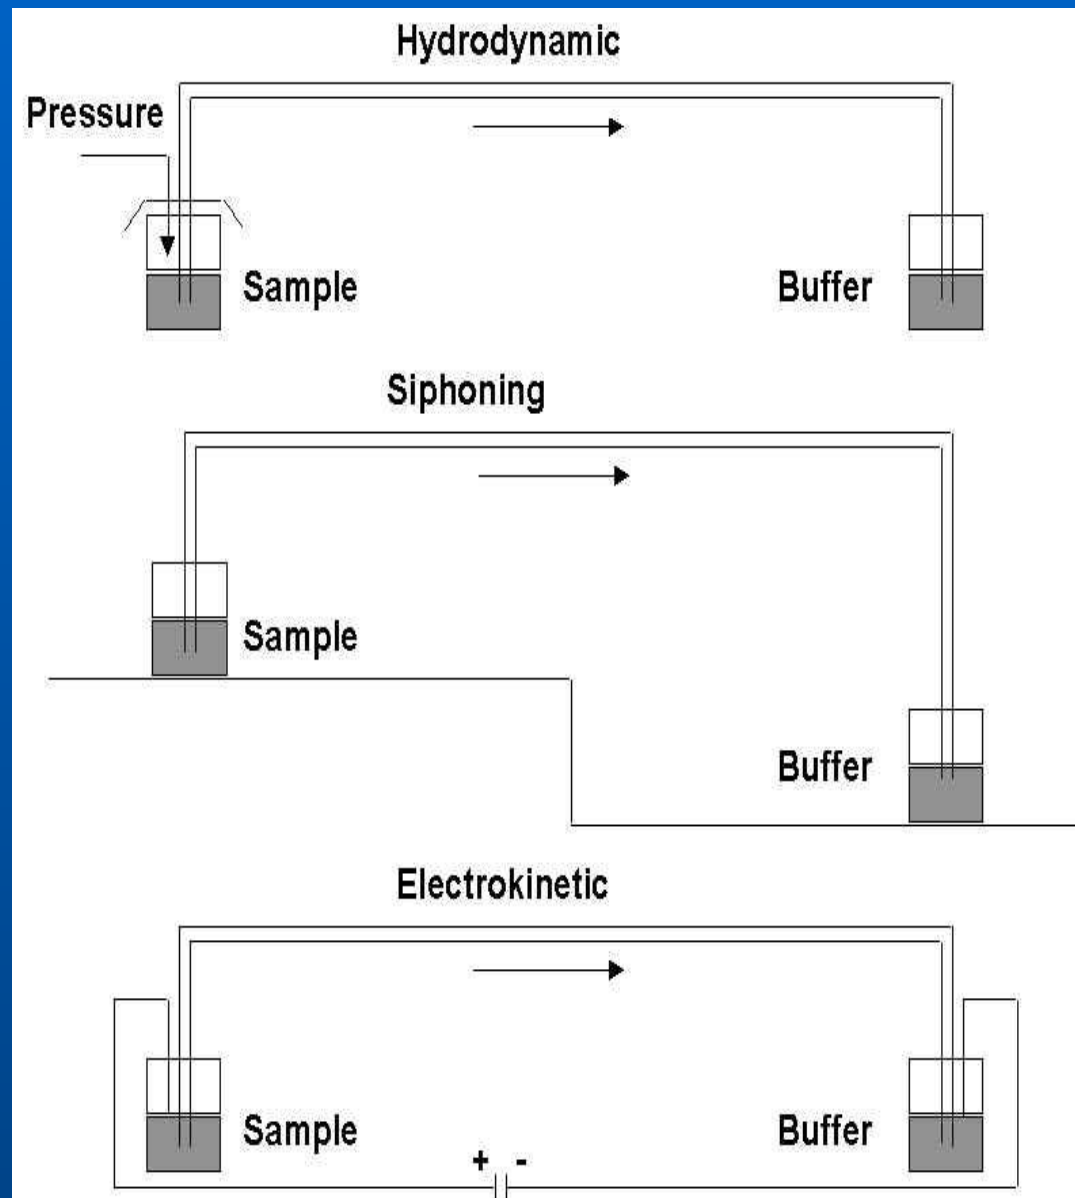 Hydrodynamic
Pressure
Sample
Buffer
Siphoning
Sample
Buffer
Electrokinetic
Sample
Buffer
+ -